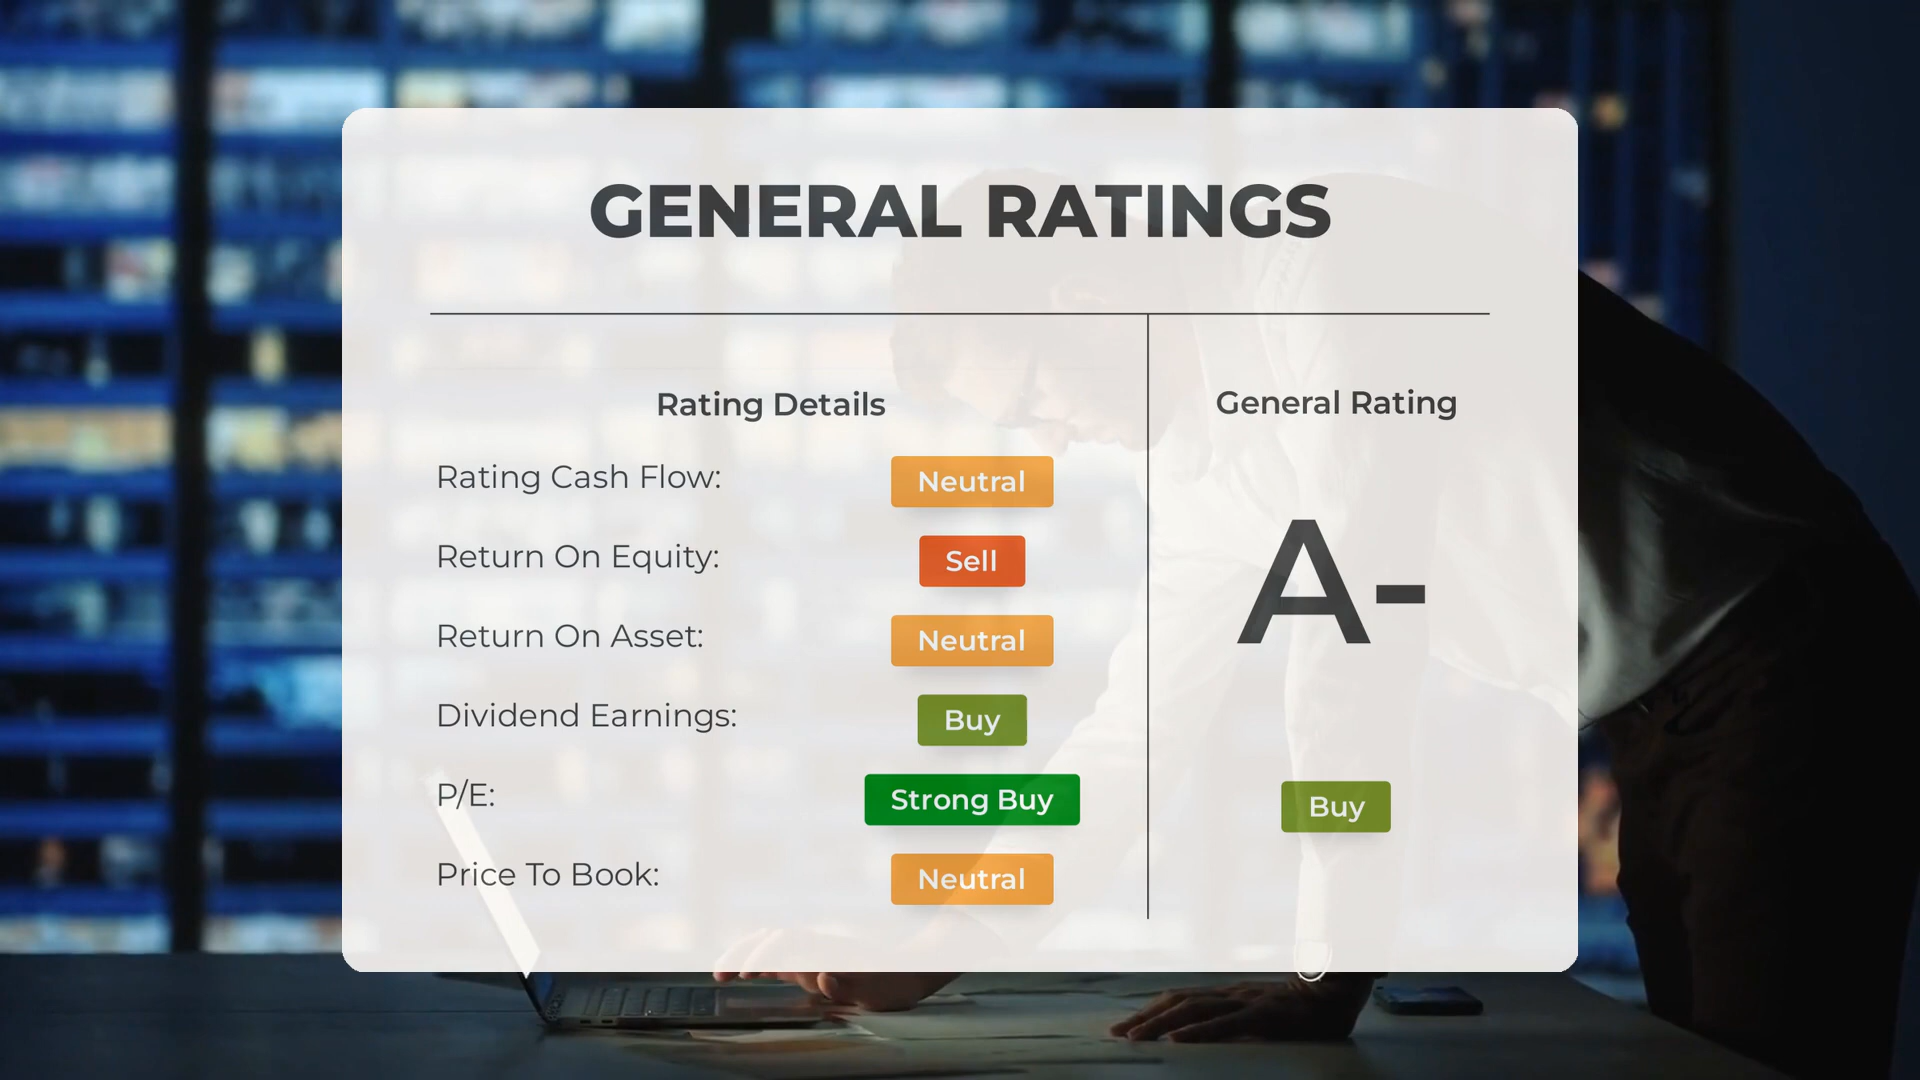 GENERAL RATINGS
Rating Details
Rating Cash Flow: Neutral
Return On Equity: Sell
Return On Asset: Neutral
Dividend Earnings: Buy
P/E: Strong Buy
Price To Book: Neutral
General Rating
A-
Buy